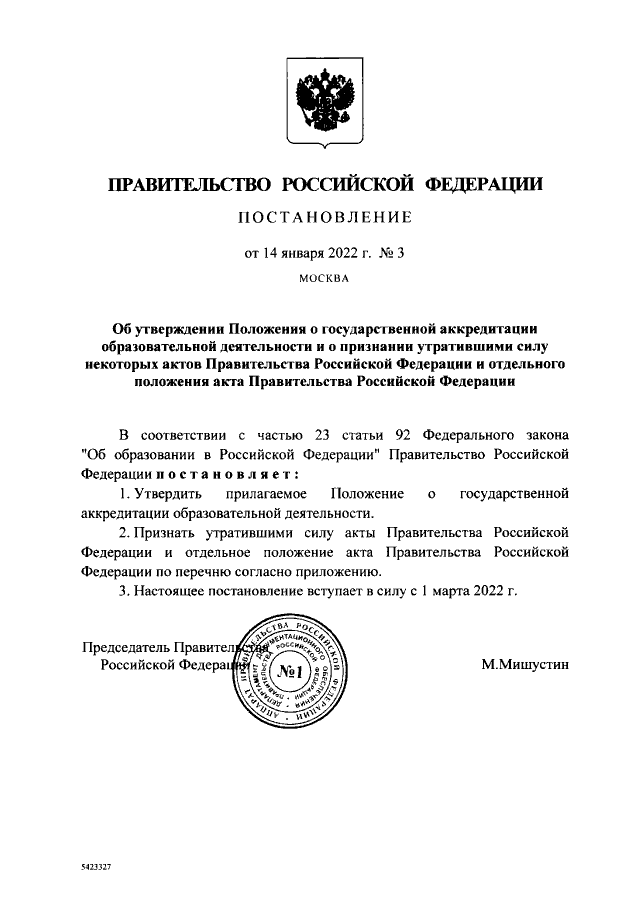 ПРАВИТЕЛЬСТВО РОССИЙСКОЙ ФЕДЕРАЦИИ
ПОСТАНОВЛЕНИЕ
от 14 января 2022 г. № 3
МОСКВА
Об утверждении Положения о государственной аккредитации
образовательной деятельности и о признании утратившими силу
некоторых актов Правительства Российской Федерации и отдельного
положения акта Правительства Российской Федерации
В соответствии с частью 23 статьи 92 Федерального закона
"Об образовании в Российской Федерации" Правительство Российской
Федерации постановляет:
1. Утвердить прилагаемое Положение о государственной
аккредитации образовательной деятельности.
2. Признать утратившими силу акты Правительства Российской
Федерации и отдельное положение акта Правительства Российской
Федерации по перечню согласно приложению.
3. Настоящее постановление вступает в силу с 1 марта 2022 г.
Председатель Правительства
Российской Федерации
М.Мишустин
АППАРАТ ПРАВИТЕЛЬСТВА РОССИЙСКОЙ ФЕДЕРАЦИИ
ДЕПАРТАМЕНТ ДОКУМЕНТАЦИОННОГО ОБЕСПЕЧЕНИЯ
ПРАВИТЕЛЬСТВА РОССИЙСКОЙ ФЕДЕРАЦИИ
№1
5423327